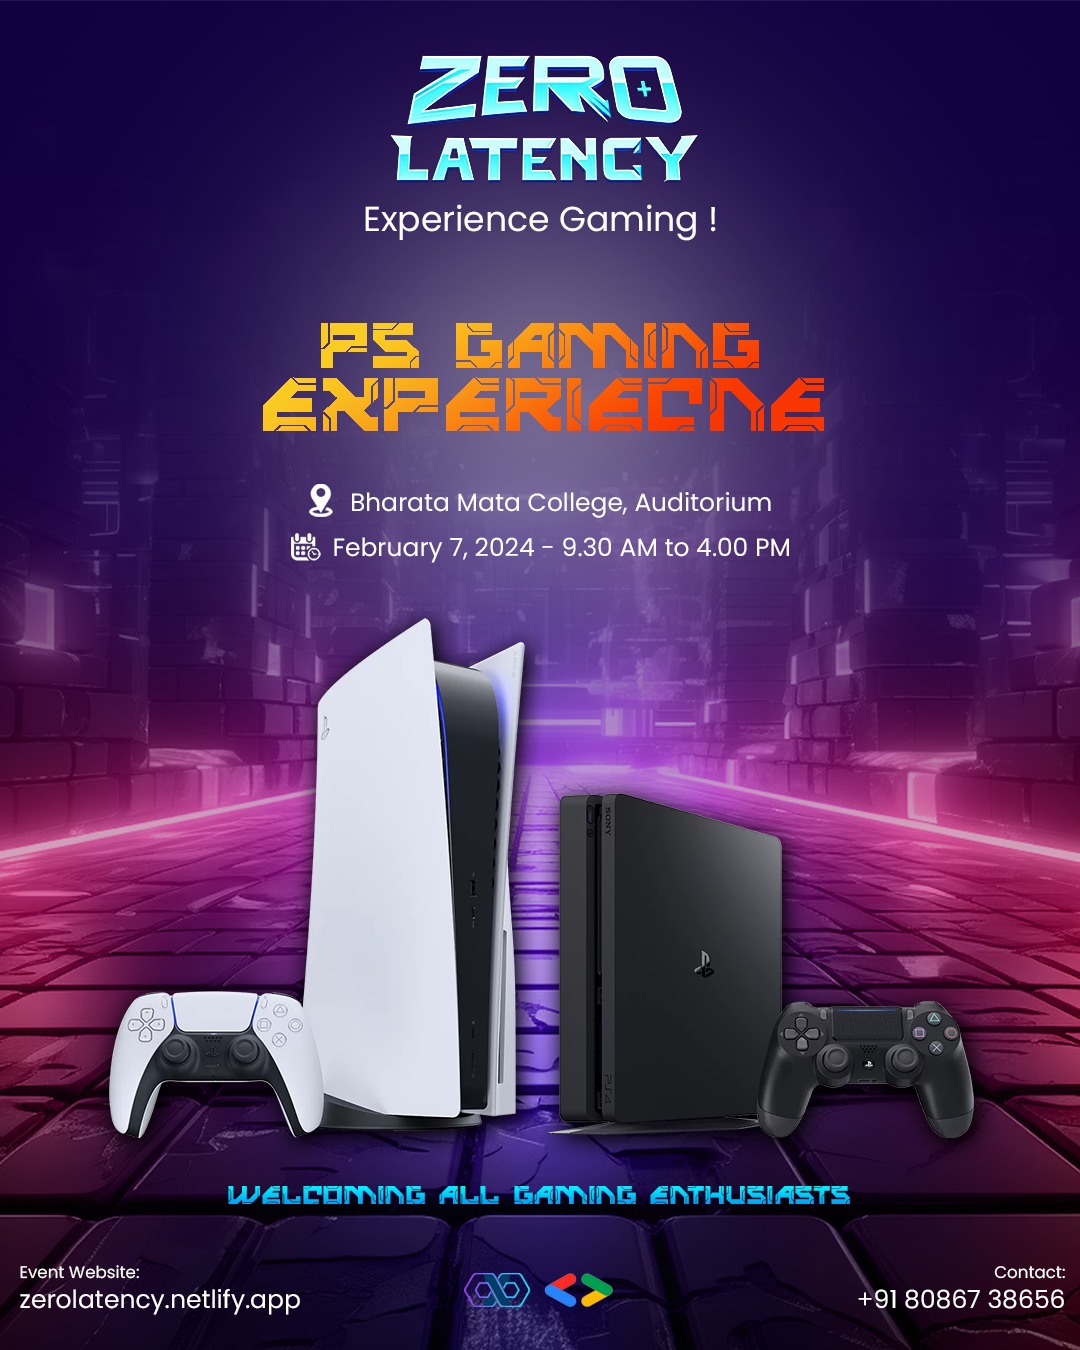 ZERO
LATENCY
Experience Gaming !
PS GAMING
EXPERIECNE
Bharata Mata College, Auditorium
February 7, 2024 - 9.30 AM to 4.00 PM
SONY
PS4
WELCOMING ALL GAMING ENTHUSIASTS
Event Website:
zerolatency.netlify.app
Contact:
+91 80867 38656